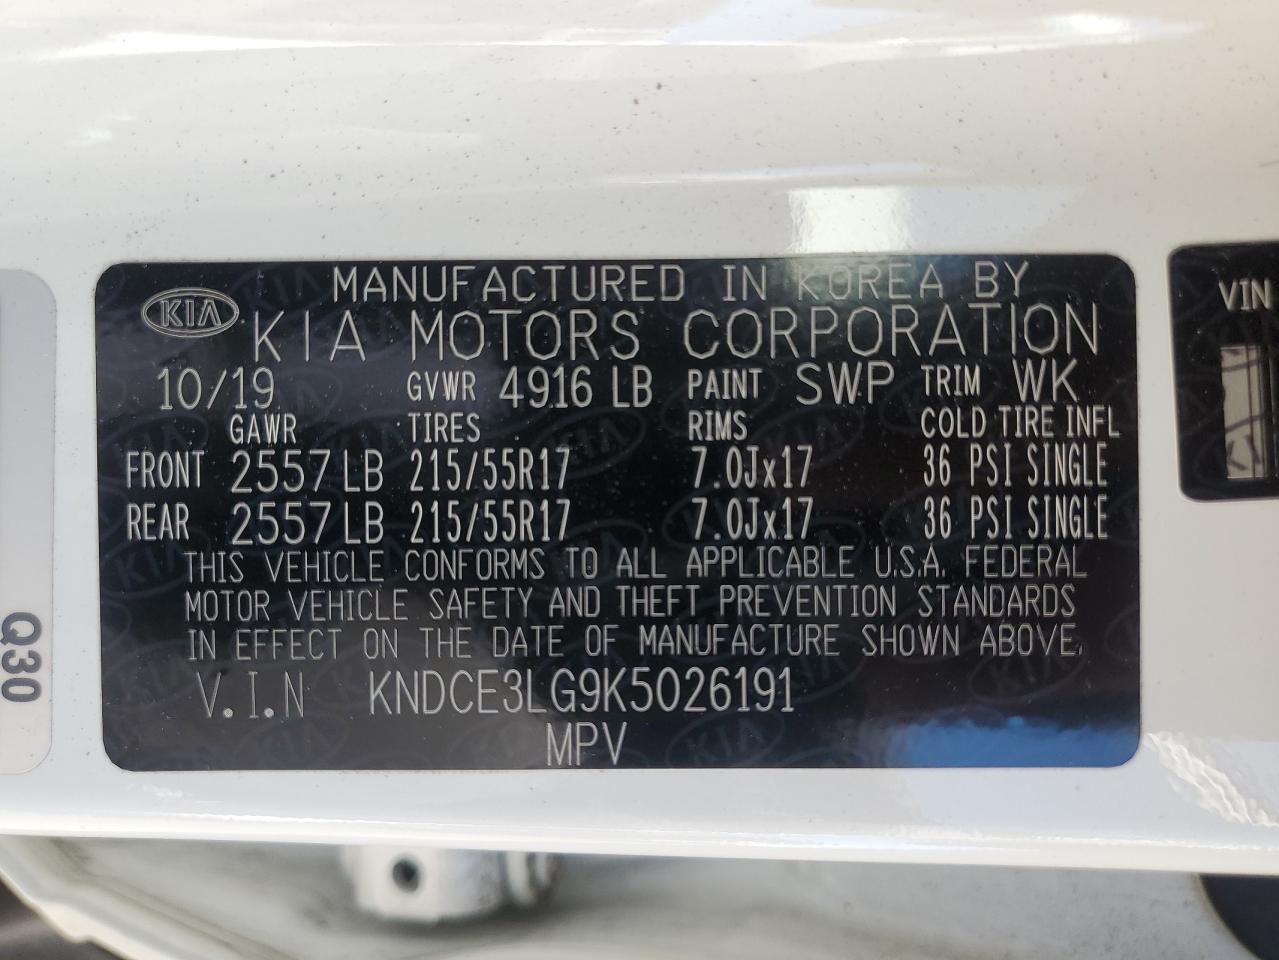 MANUFACTURED IN KOREA BY
KIA KIA MOTORS CORPORATION
10/19 GVWR 4916 LB PAINT SWP TRIM WK
GAWR TIRES RIMS COLD TIRE INFL
FRONT 2557 LB 215/55R17 7.0Jx17 36 PSI SINGLE
REAR 2557 LB 215/55R17 7.0Jx17 36 PSI SINGLE
THIS VEHICLE CONFORMS TO ALL APPLICABLE U.S.A. FEDERAL
MOTOR VEHICLE SAFETY AND THEFT PREVENTION STANDARDS
IN EFFECT ON THE DATE OF MANUFACTURE SHOWN ABOVE.
V.I.N KNDCE3LG9K5026191
MPV
Q30
VIN